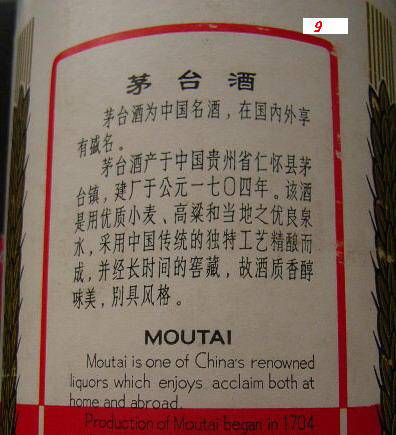 9
茅台酒
茅台酒为中国名酒，在国内外享
有盛名。
茅台酒产于中国贵州省仁怀县茅
台镇，建厂于公元一七〇四年。该酒
是用优质小麦、高粱和当地之优良泉
水，采用中国传统的独特工艺精酿而
成，并经长时间的窖藏，故酒质香醇
味美，别具风格。
MOUTAI
Moutai is one of China's renowned
liquors which enjoys acclaim both at
home and abroad.
Production of Moutai began in 1704